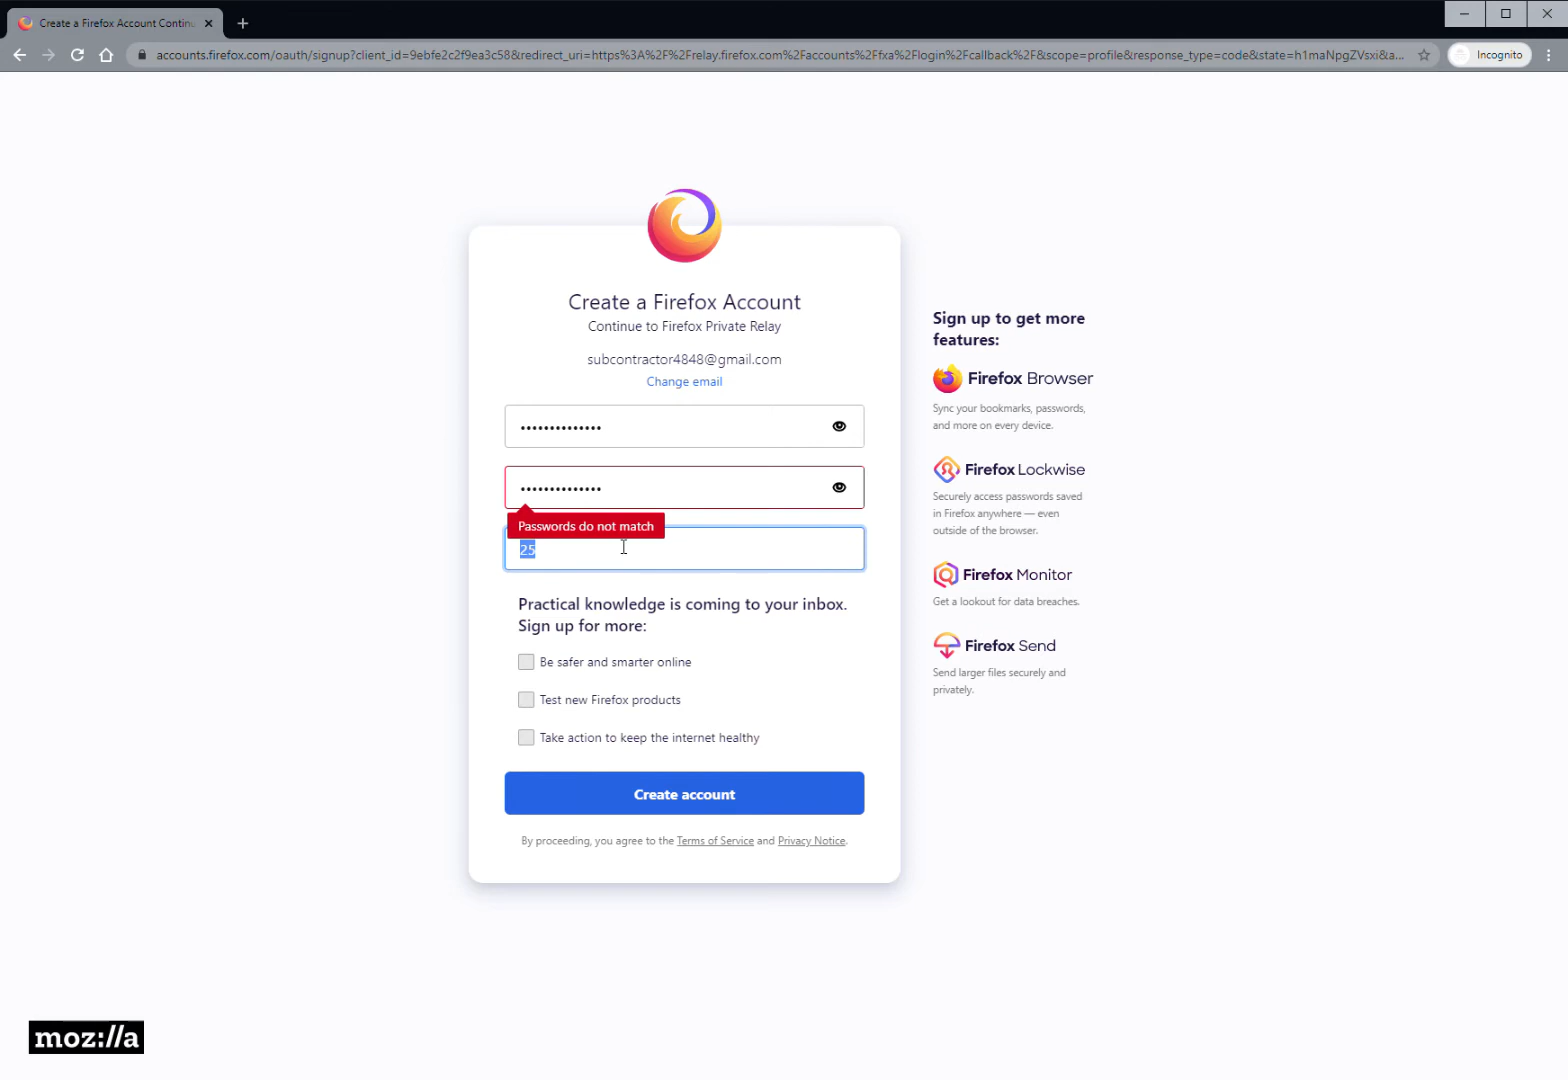 Create a Firefox Account Contin
accounts.firefox.com/oauth/signup?client_id=9ebfe2c2f9ea3c58&redirect_uri=https%3A%2F%2Frelay.firefox.com%2Faccounts%2Ffxa%2Flogin%2Fcallback%2F&scope=profile&response_type=code&state=h1maNpgZVsxi&a...
Incognito
Create a Firefox Account
Continue to Firefox Private Relay
subcontractor4848@gmail.com
Change email
Passwords do not match
25
Practical knowledge is coming to your inbox.
Sign up for more:
Be safer and smarter online
Test new Firefox products
Take action to keep the internet healthy
Create account
By proceeding, you agree to the Terms of Service and Privacy Notice.
Sign up to get more
features:
Firefox Browser
Sync your bookmarks, passwords,
and more on every device.
Firefox Lockwise
Securely access passwords saved
in Firefox anywhere — even
outside of the browser.
Firefox Monitor
Get a lookout for data breaches.
Firefox Send
Send larger files securely and
privately.
moz://a